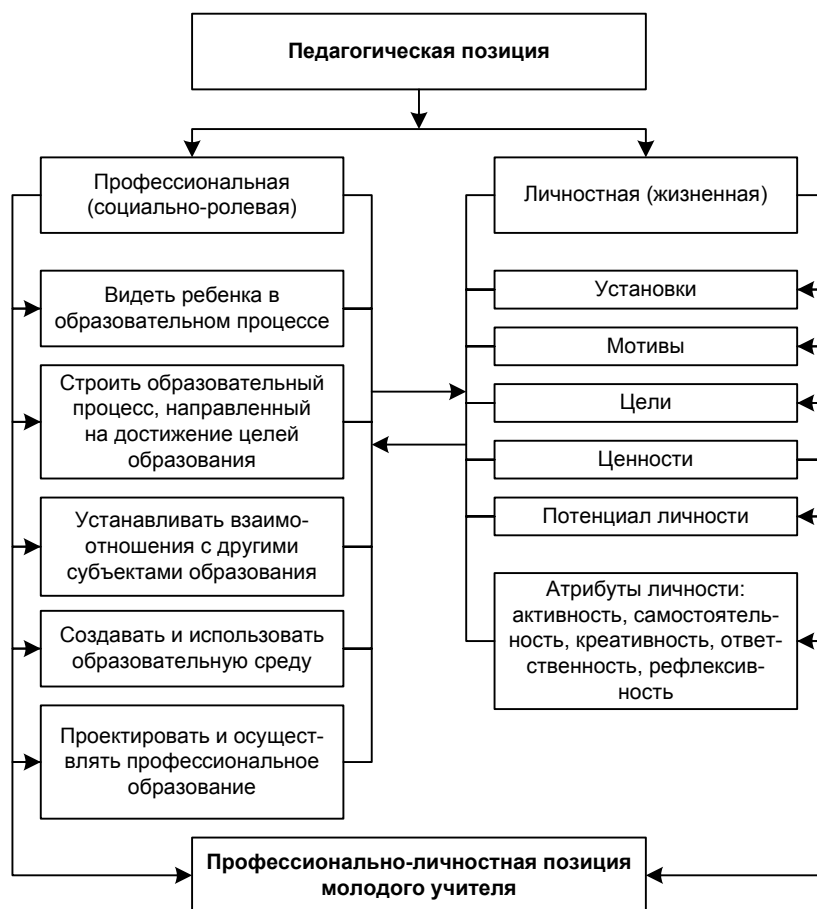 Педагогическая позиция
Профессиональная
(социально-ролевая)
Личностная (жизненная)
Видеть ребенка в
образовательном процессе
Строить образовательный
процесс, направленный
на достижение целей
образования
Устанавливать взаимо-
отношения с другими
субъектами образования
Создавать и использовать
образовательную среду
Проектировать и осущест-
влять профессиональное
образование
Установки
Мотивы
Цели
Ценности
Потенциал личности
Атрибуты личности:
активность, самостоятель-
ность, креативность, ответ-
ственность, рефлексив-
ность
Профессионально-личностная позиция
молодого учителя